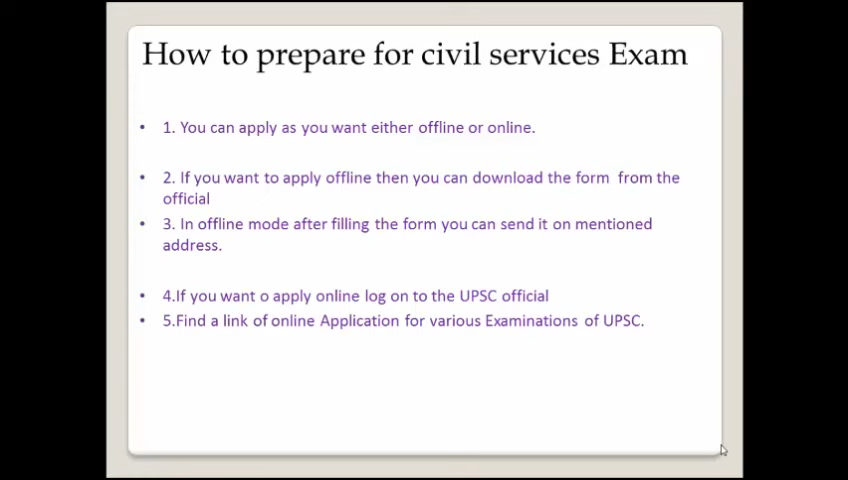 How to prepare for civil services Exam
• 1. You can apply as you want either offline or online.
• 2. If you want to apply offline then you can download the form from the
official
• 3. In offline mode after filling the form you can send it on mentioned
address.
• 4.If you want o apply online log on to the UPSC official
• 5.Find a link of online Application for various Examinations of UPSC.